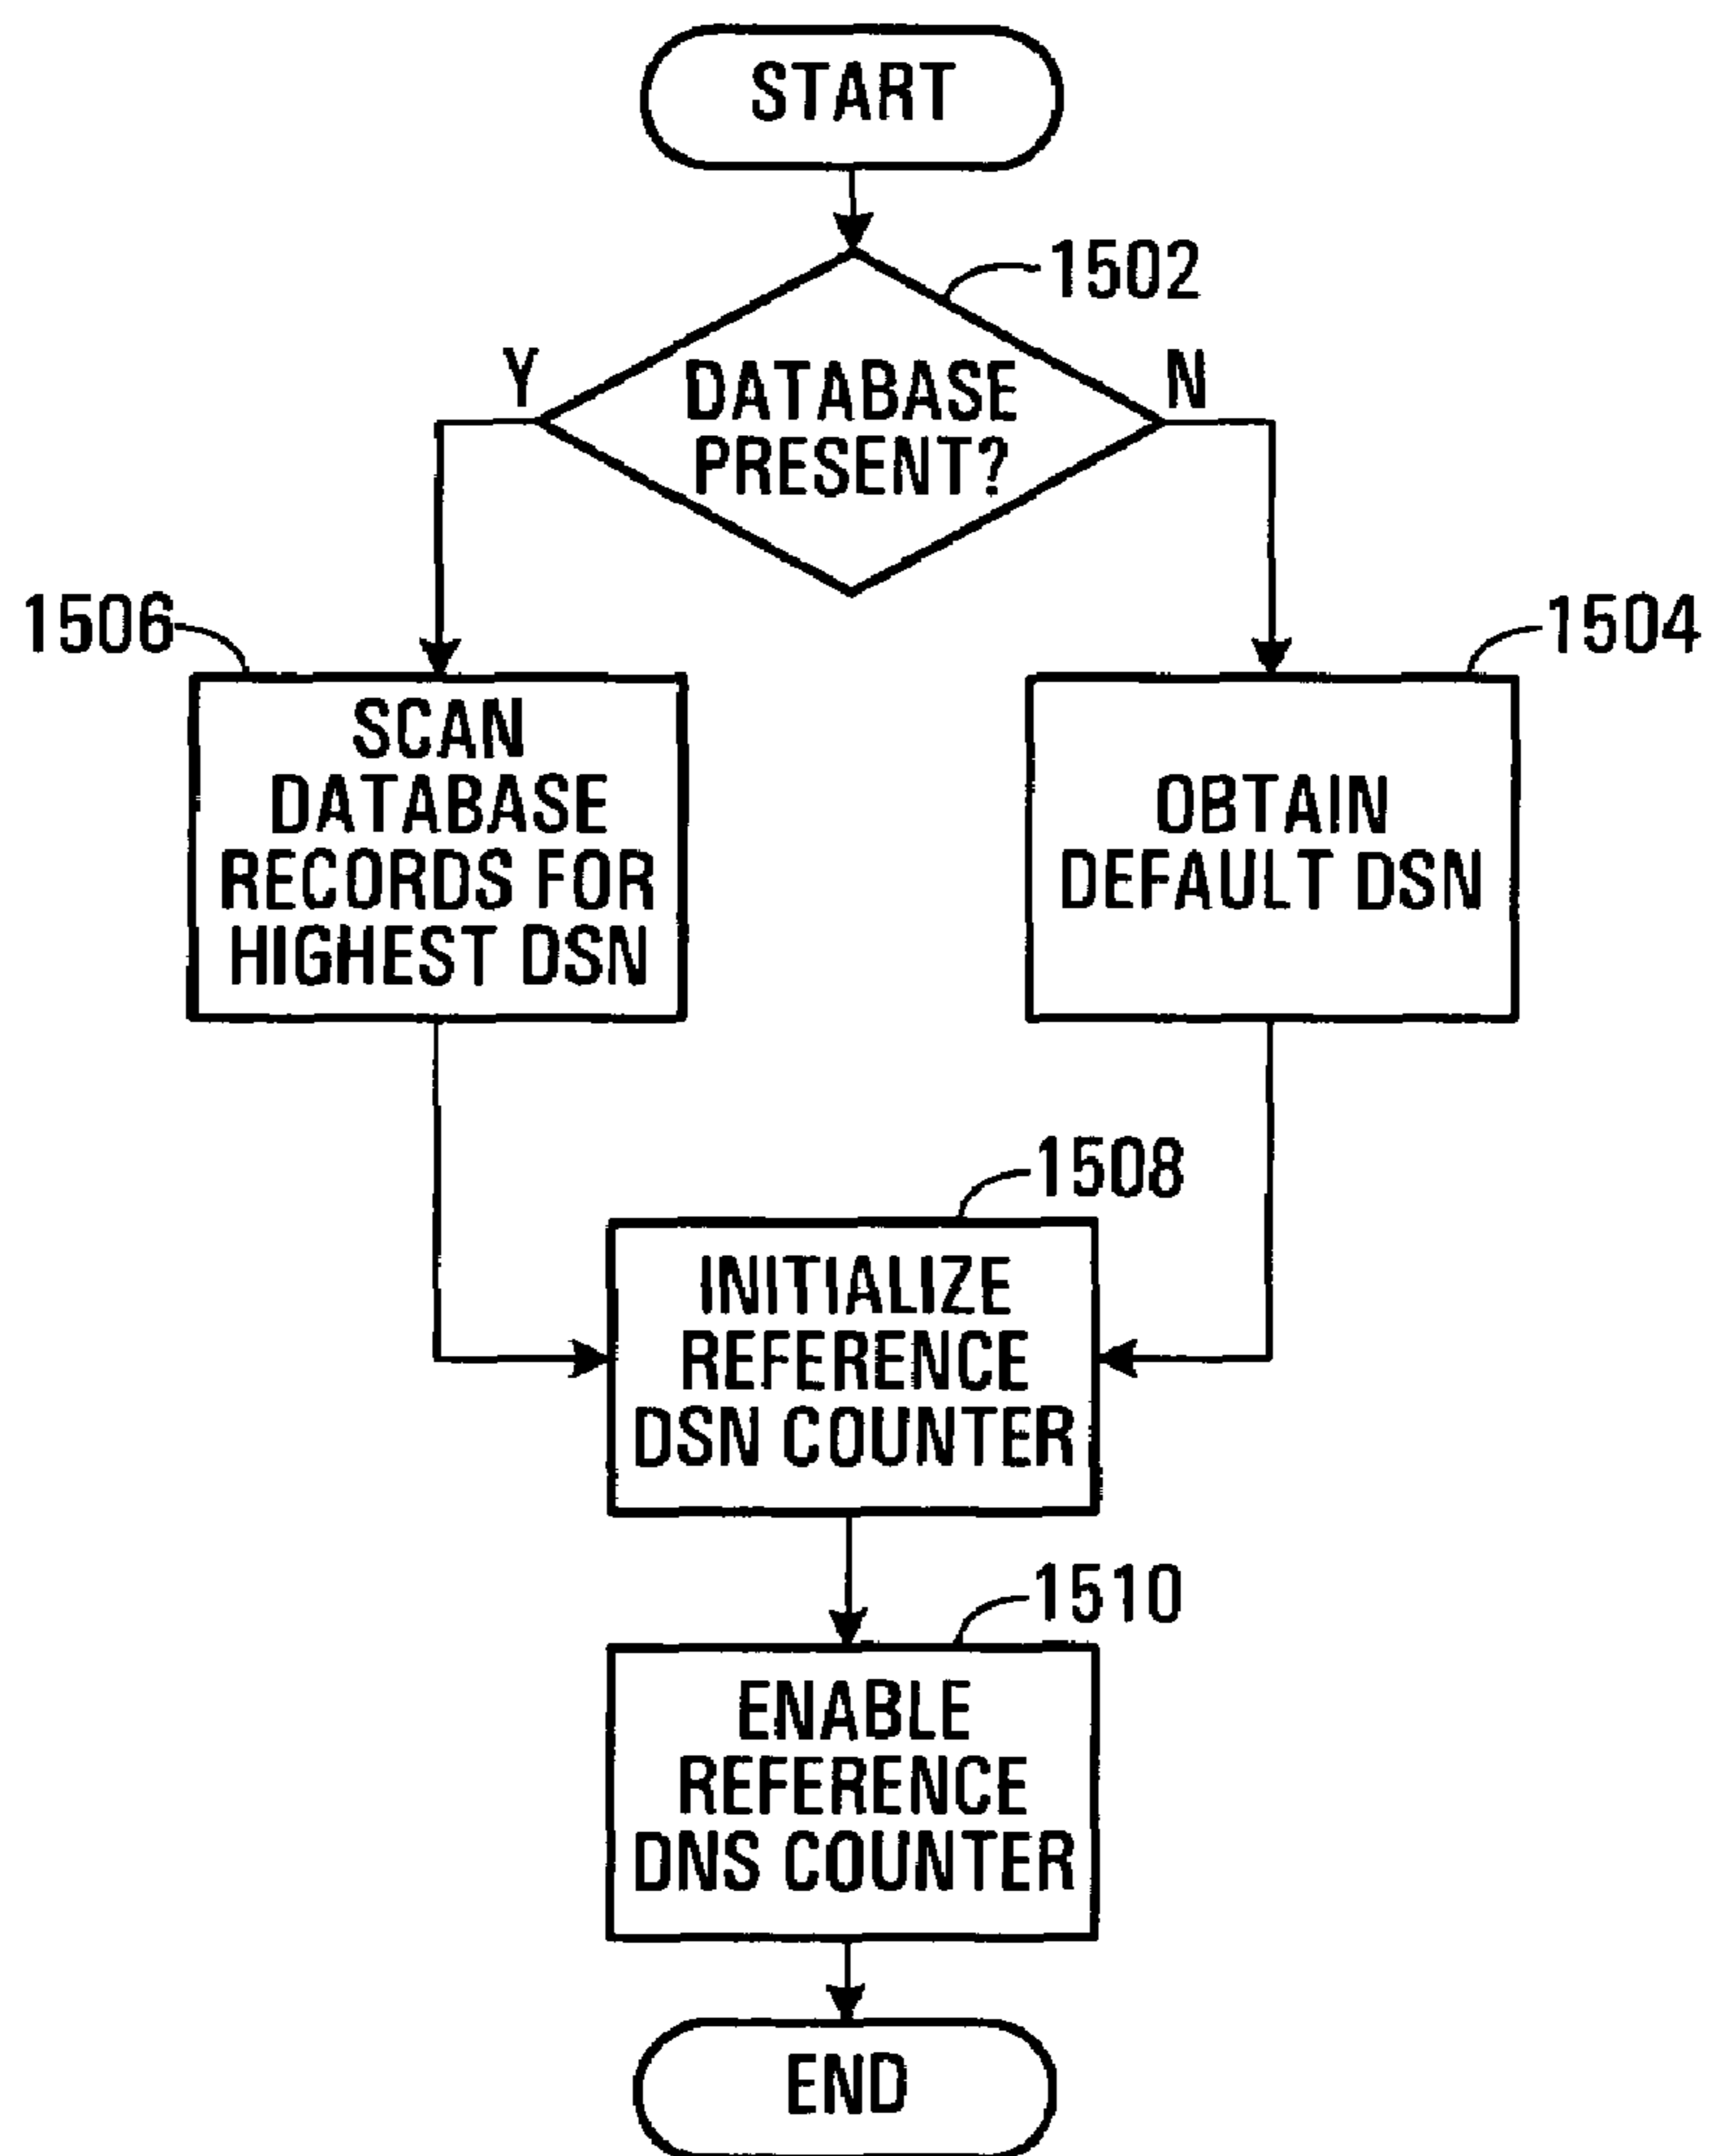 START
1502
Y
N
DATABASE
PRESENT?
1506
1504
SCAN
DATABASE
RECORDS FOR
HIGHEST DSN
OBTAIN
DEFAULT DSN
1508
INITIALIZE
REFERENCE
DSN COUNTER
1510
ENABLE
REFERENCE
DNS COUNTER
END